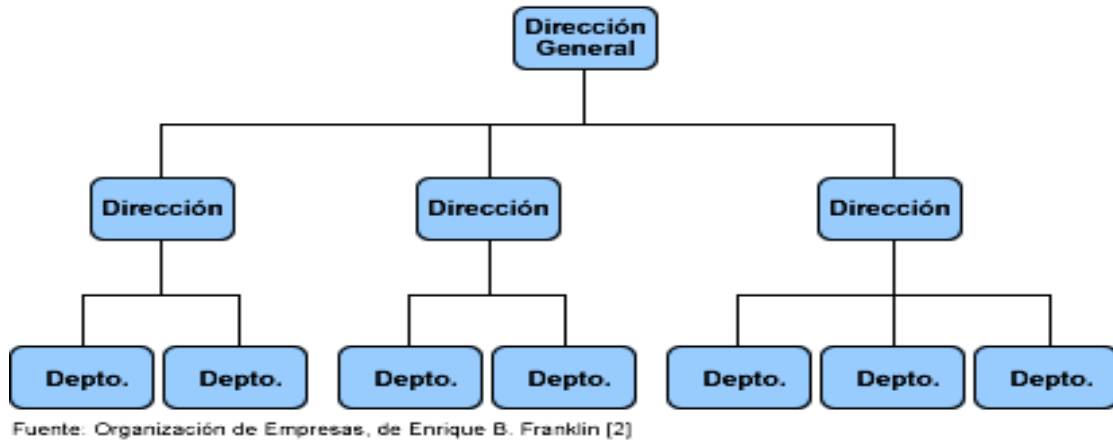 Dirección
General
Dirección
Dirección
Dirección
Depto.
Depto.
Depto.
Depto.
Depto.
Depto.
Depto.
Fuente: Organización de Empresas, de Enrique B. Franklin [2]